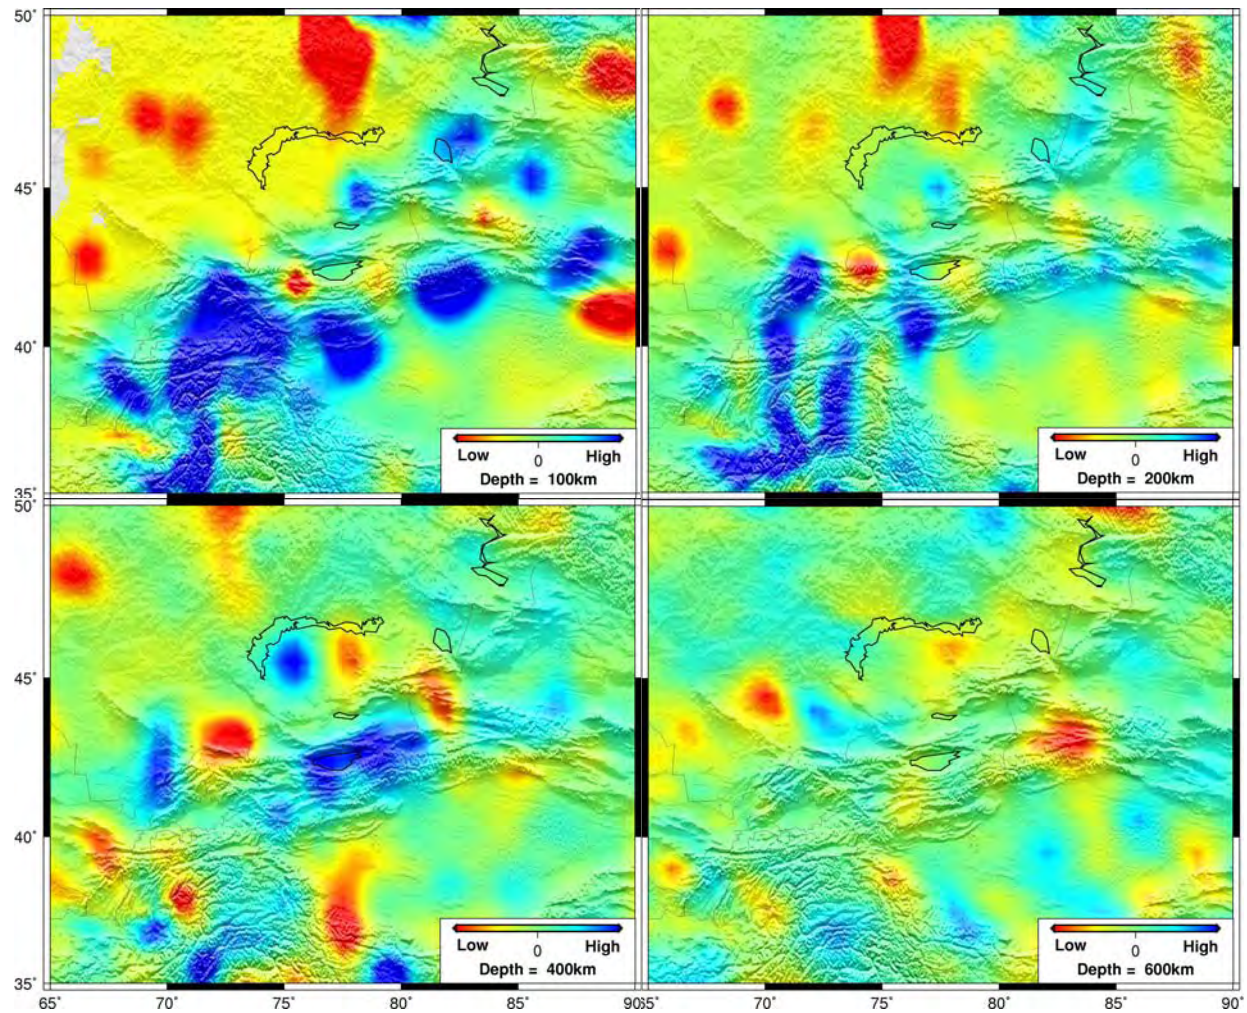 50°
45°
40°
35°
Low 0 High
Depth = 100km
Low 0 High
Depth = 200km
50°
45°
40°
35°
65° 70° 75° 80° 85° 90
Low 0 High
Depth = 400km
65° 70° 75° 80° 85° 90°
Low 0 High
Depth = 600km